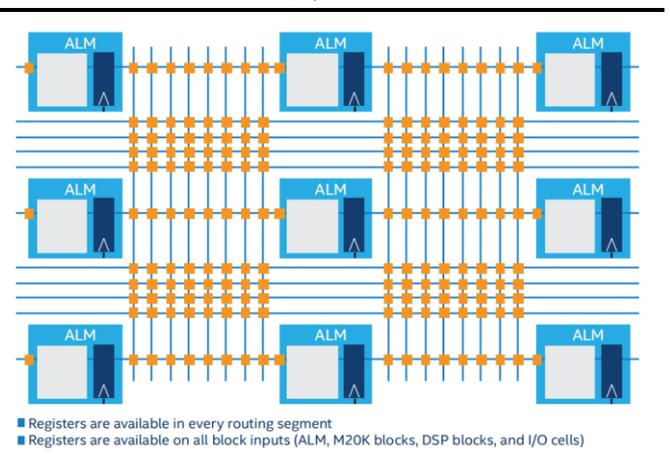 ALM ALM ALM
ALM ALM ALM
ALM ALM ALM
Registers are available in every routing segment
Registers are available on all block inputs (ALM, M20K blocks, DSP blocks, and I/O cells)